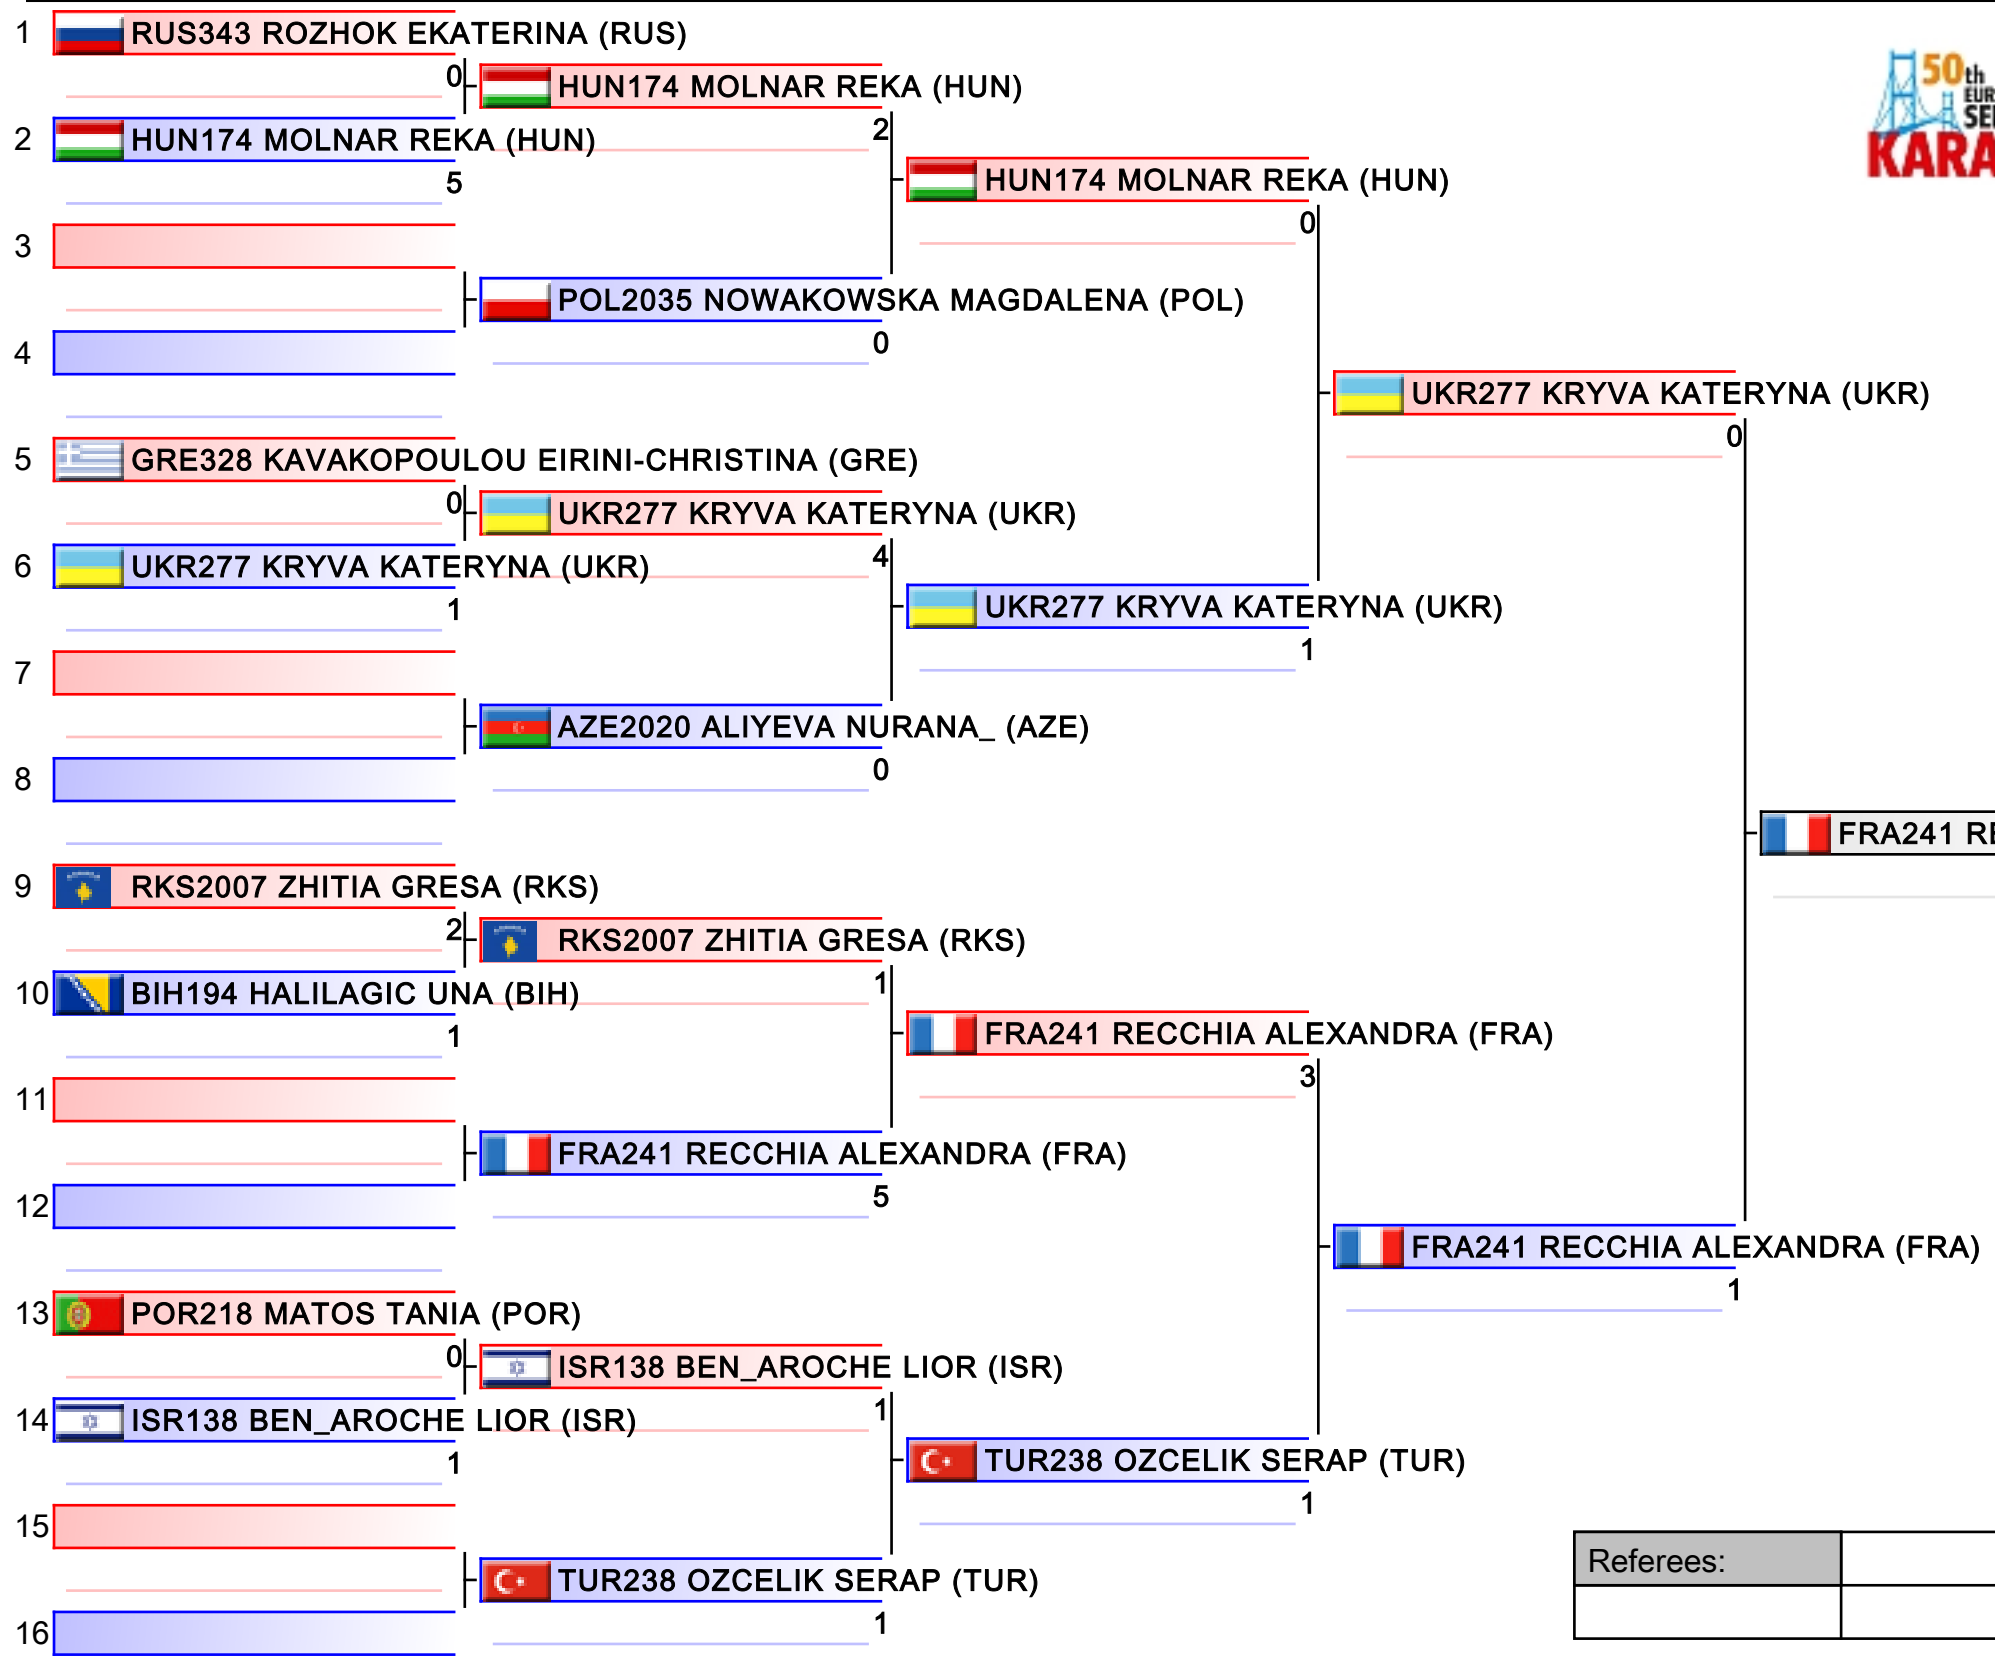 1 RUS343 ROZHOK EKATERINA (RUS)
0
HUN174 MOLNAR REKA (HUN)
2
2 HUN174 MOLNAR REKA (HUN)
5
HUN174 MOLNAR REKA (HUN)
0
3
POL2035 NOWAKOWSKA MAGDALENA (POL)
0
4
UKR277 KRYVA KATERYNA (UKR)
0
5 GRE328 KAVAKOPOULOU EIRINI-CHRISTINA (GRE)
0
UKR277 KRYVA KATERYNA (UKR)
4
6 UKR277 KRYVA KATERYNA (UKR)
1
UKR277 KRYVA KATERYNA (UKR)
1
7
AZE2020 ALIYEVA NURANA_ (AZE)
0
8
FRA241
9 RKS2007 ZHITIA GRESA (RKS)
2
RKS2007 ZHITIA GRESA (RKS)
1
10 BIH194 HALILAGIC UNA (BIH)
1
FRA241 RECCHIA ALEXANDRA (FRA)
3
11
FRA241 RECCHIA ALEXANDRA (FRA)
5
12
FRA241 RECCHIA ALEXANDRA (FRA)
1
13 POR218 MATOS TANIA (POR)
0
ISR138 BEN_AROCHE LIOR (ISR)
1
14 ISR138 BEN_AROCHE LIOR (ISR)
1
TUR238 OZCELIK SERAP (TUR)
1
15
TUR238 OZCELIK SERAP (TUR)
1
16
50th
Referees: